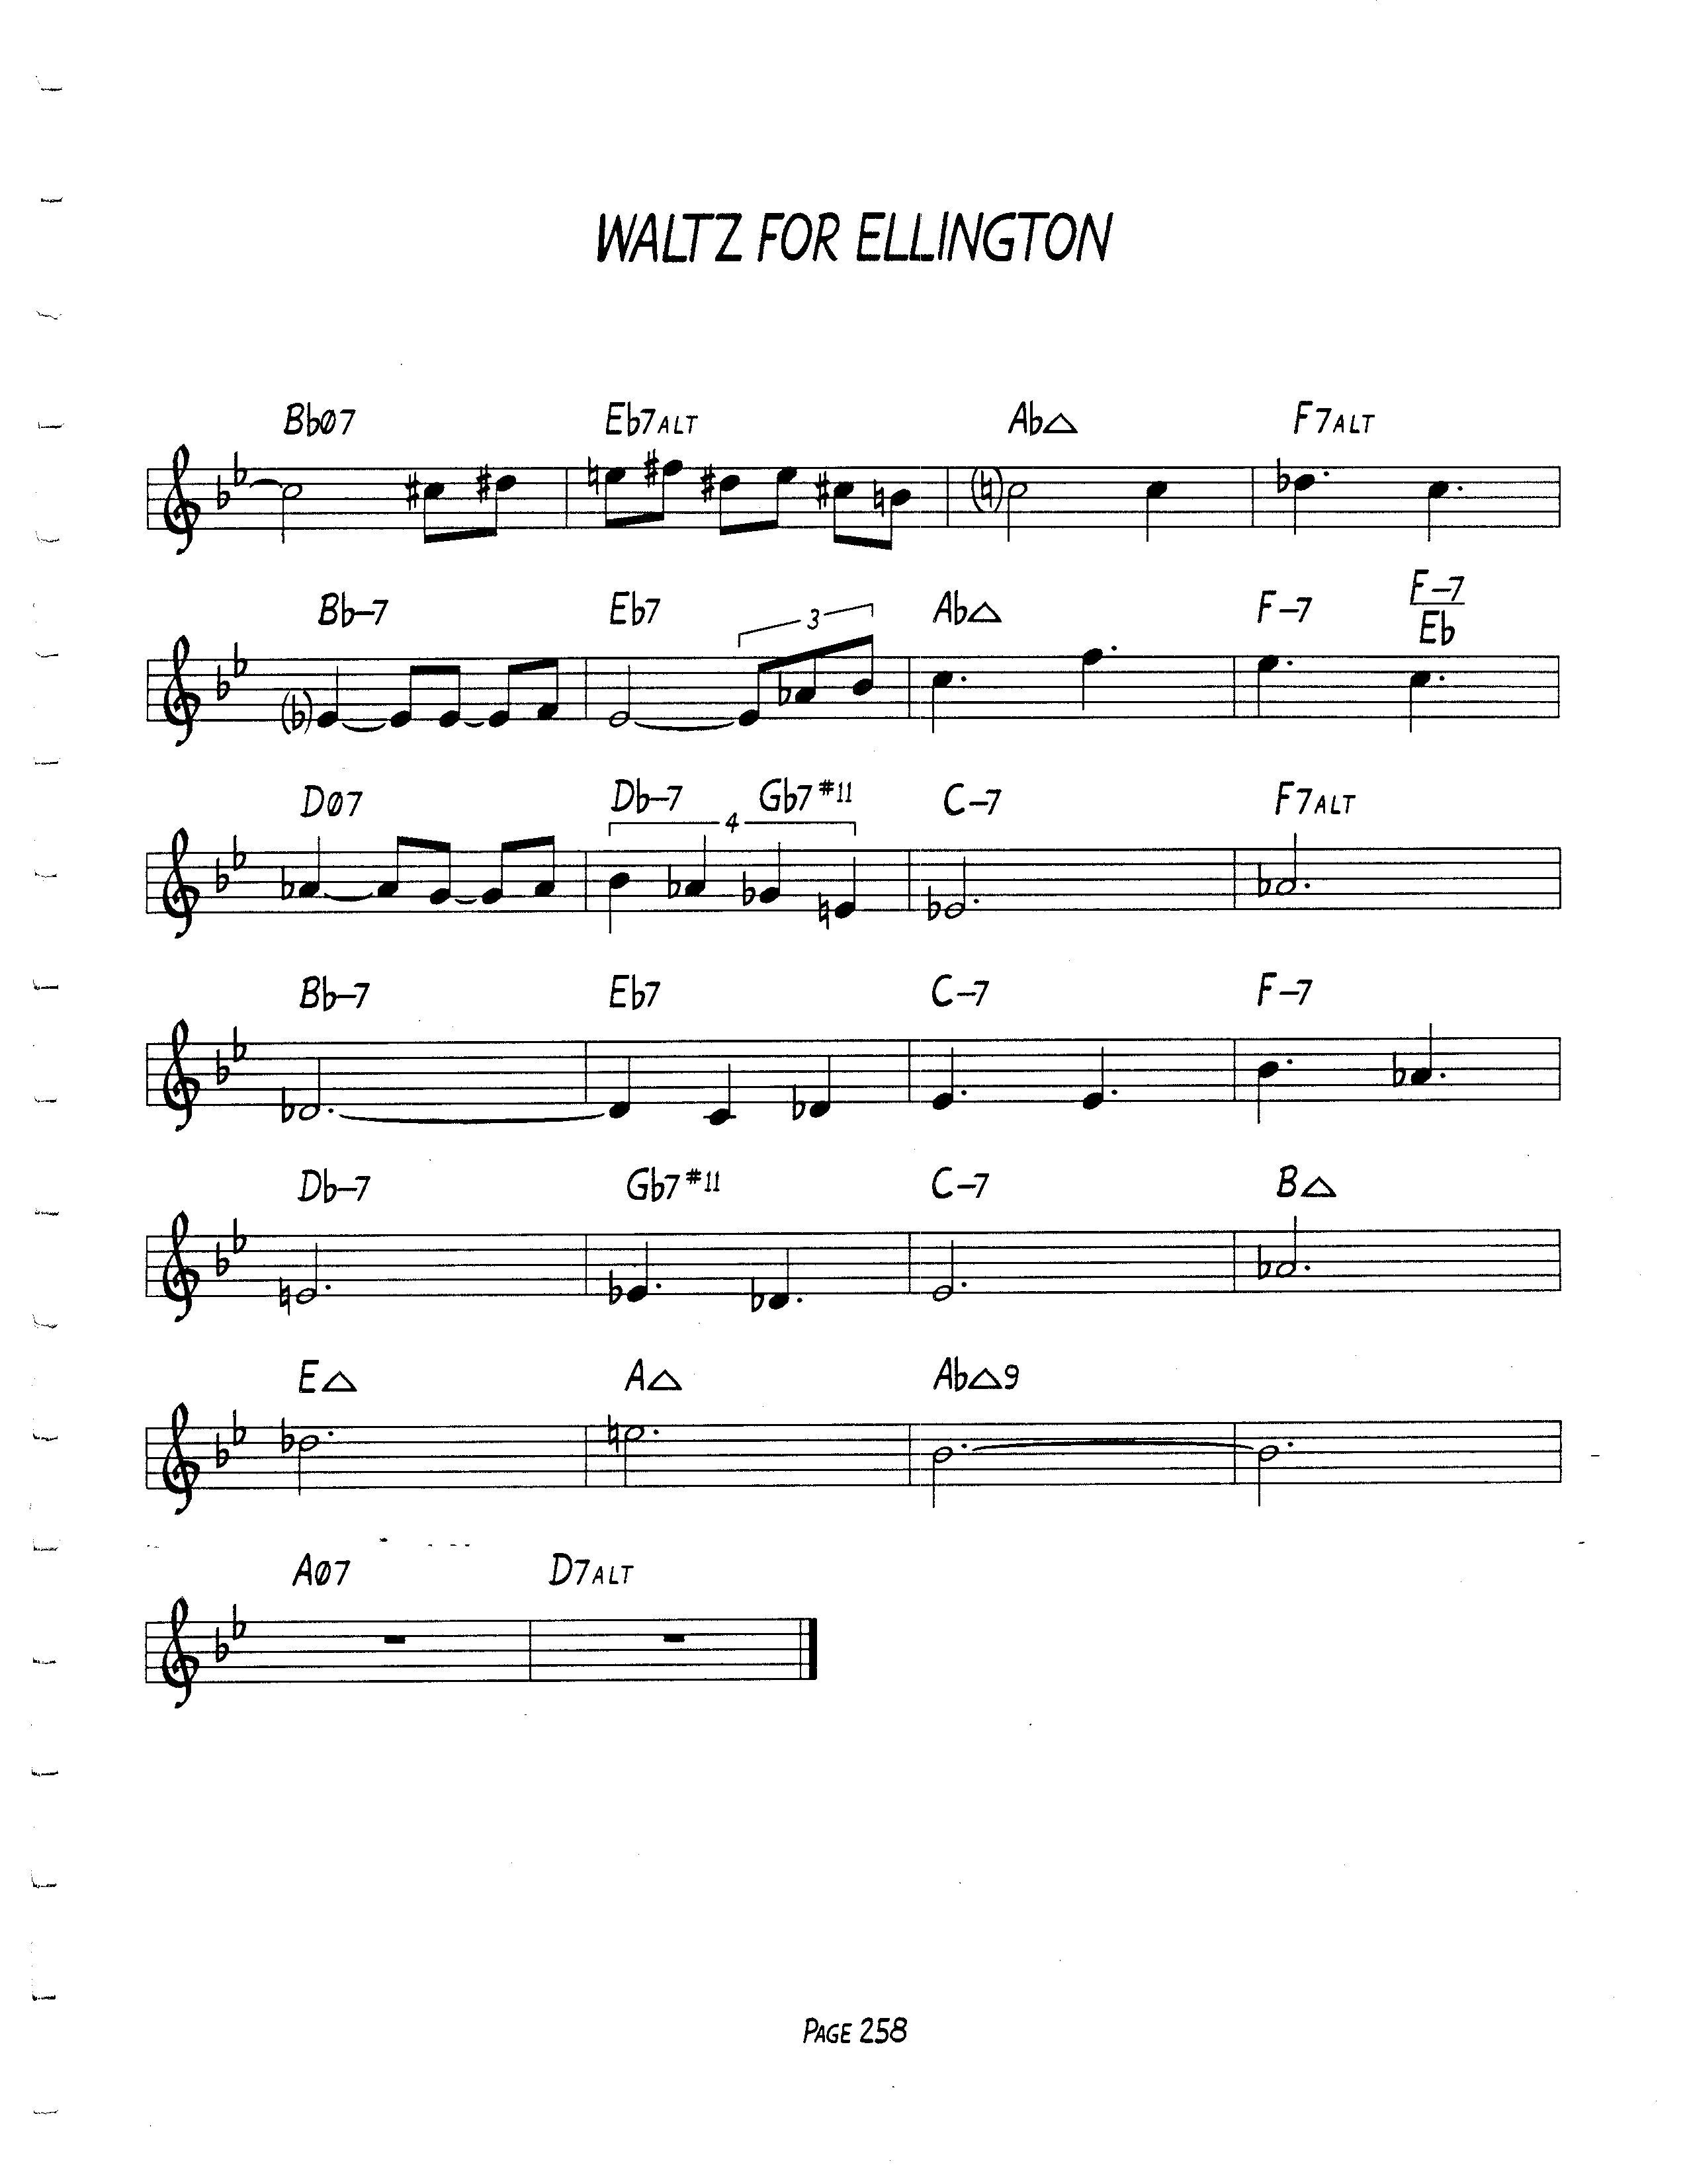 WALTZ FOR ELLINGTON
Bbø7 Eb7ALT Ab△ F7ALT
Bb-7 Eb7 3 Ab△ F-7 F-7
Eb
Dø7 Db-7 Gb7#11 C-7 F7ALT
4
Bb-7 Eb7 C-7 F-7
Db-7 Gb7#11 C-7 B△
E△ A△ Ab△9
Aø7 D7ALT
PAGE 258